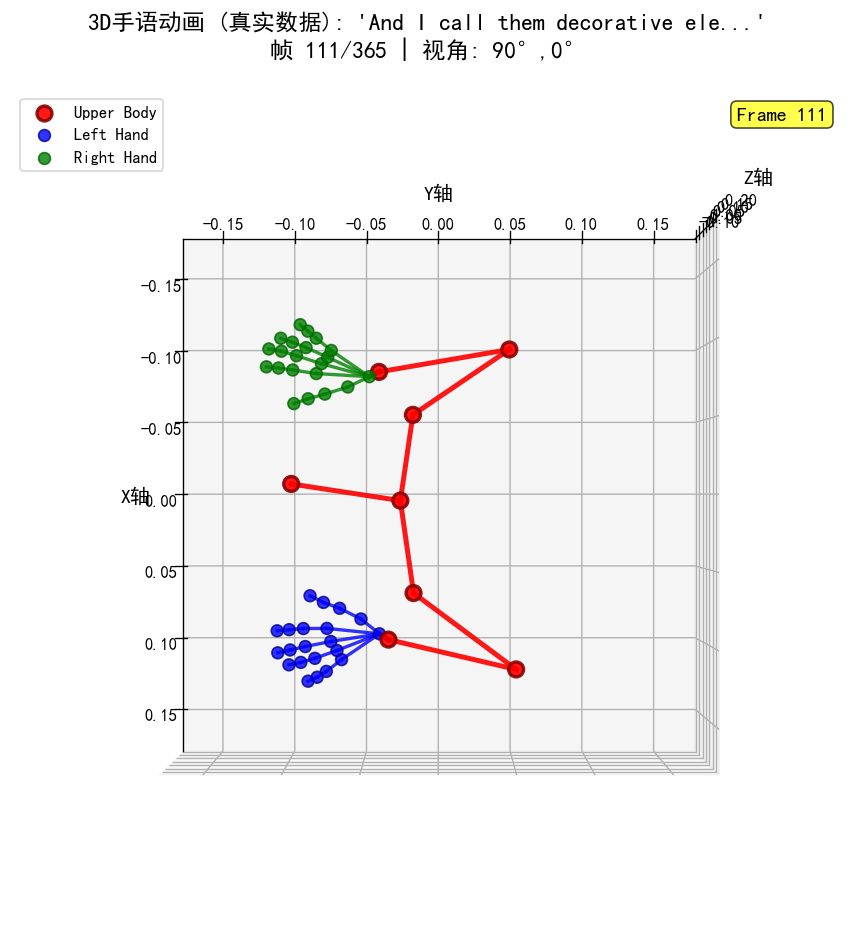 3D手语动画 (真实数据): 'And I call them decorative ele...'
帧 111/365 | 视角: 90°,0°
Upper Body
Left Hand
Right Hand
Frame 111
Z轴
Y轴
-0.15 -0.10 -0.05 0.00 0.05 0.10 0.15
-0.15
-0.10
-0.05
X轴
0.00
0.05
0.10
0.15